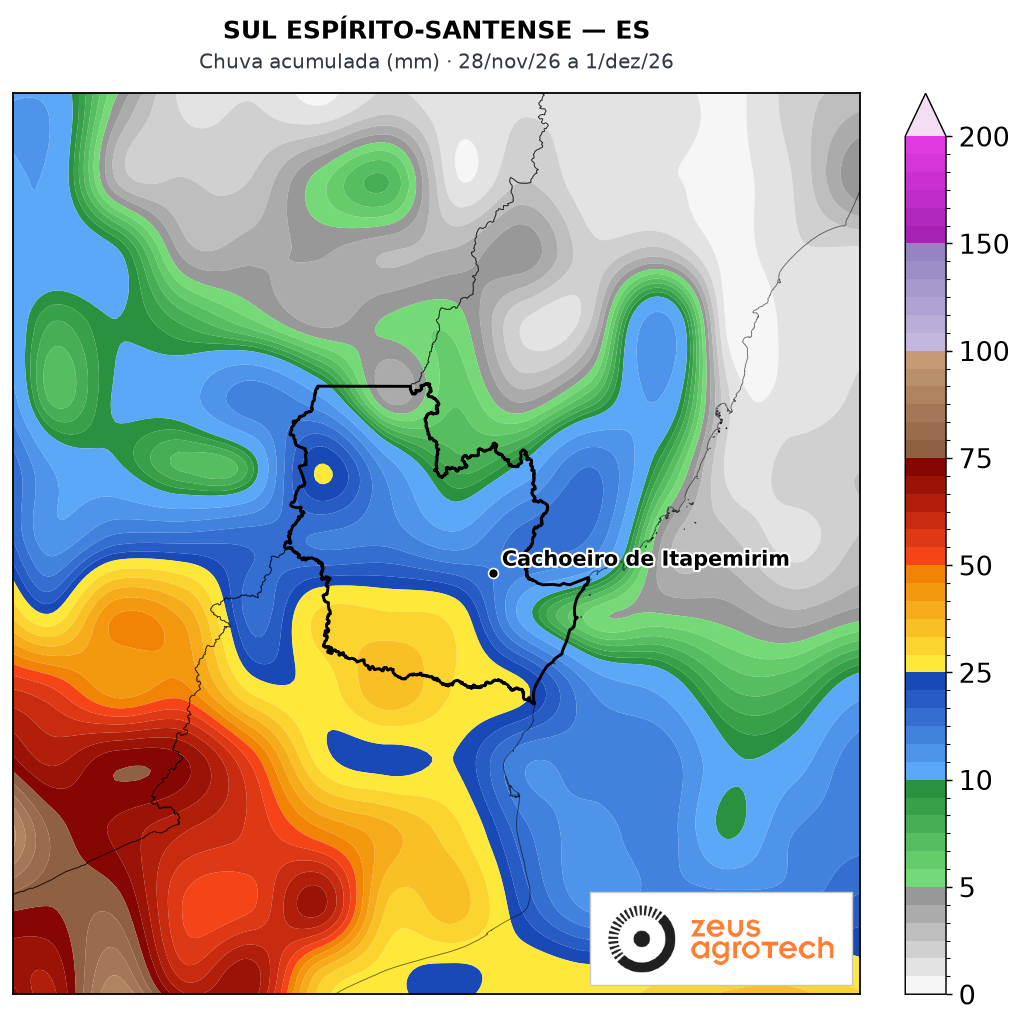 SUL ESPÍRITO-SANTENSE — ES
Chuva acumulada (mm) · 28/nov/26 a 1/dez/26
200
150
100
75
50
25
10
5
0
Cachoeiro de Itapemirim
zeus
agrotech